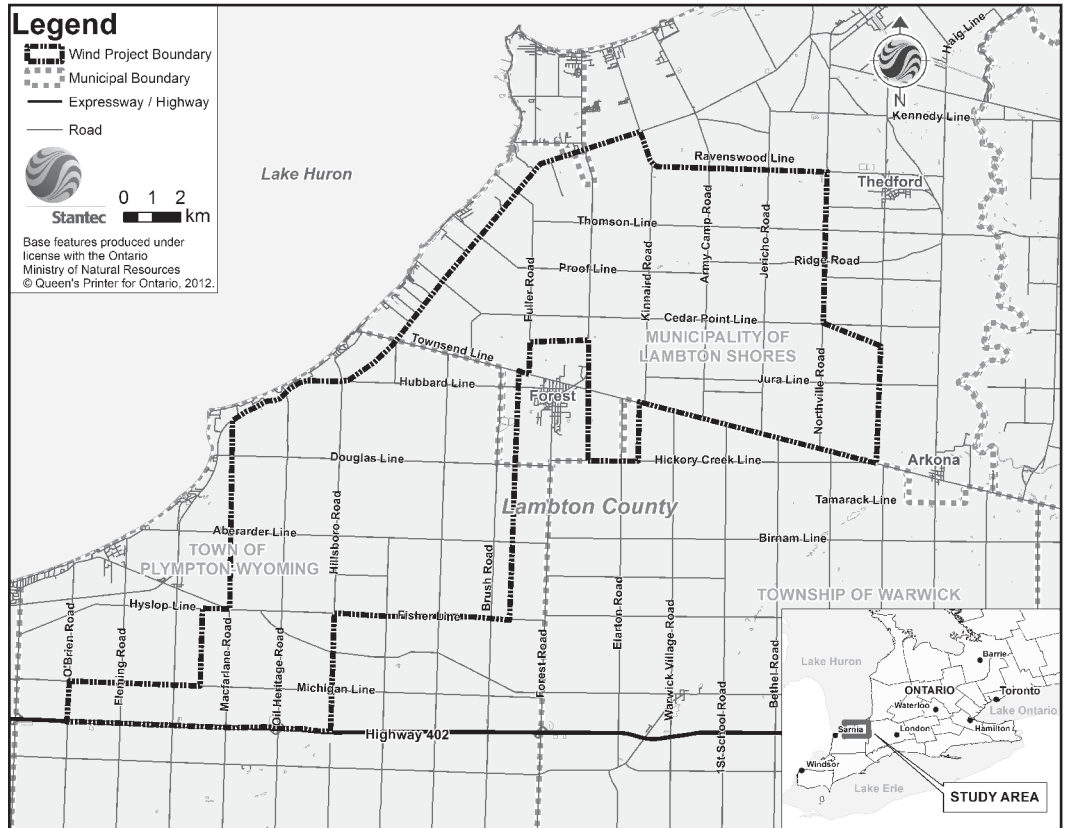 Legend
Wind Project Boundary
Municipal Boundary
Expressway / Highway
Road
Stantec
0 1 2
km
Base features produced under
license with the Ontario
Ministry of Natural Resources
© Queen's Printer for Ontario, 2012.
Haig Line
N
Kennedy Line
Lake Huron
Ravenswood Line
Thedford
Thomson Line
Army Camp Road
Jericho Road
Kinnaird Road
Fuller Road
Proof Line
Ridge Road
Cedar Point Line
MUNICIPALITY OF
LAMBTON SHORES
Townsend Line
Hubbard Line
Forest
Jura Line
Northville Road
Douglas Line
Hickory Creek Line
Arkona
Lambton County
Tamarack Line
Aberarder Line
Hillsboro Road
Birnam Line
TOWN OF
PLYMPTON-WYOMING
Brush Road
TOWNSHIP OF WARWICK
Hyslop Line
Fisher Line
O'Brien Road
Fleming Road
Macfarlane Road
Oil Heritage Road
Forest Road
Elarton Road
Warwick Village Road
1St School Road
Bethel Road
Michigan Line
Highway 402
Lake Huron
Barrie
ONTARIO
Toronto
Waterloo
Lake Ontario
Sarnia
London
Hamilton
Windsor
Lake Erie
STUDY AREA